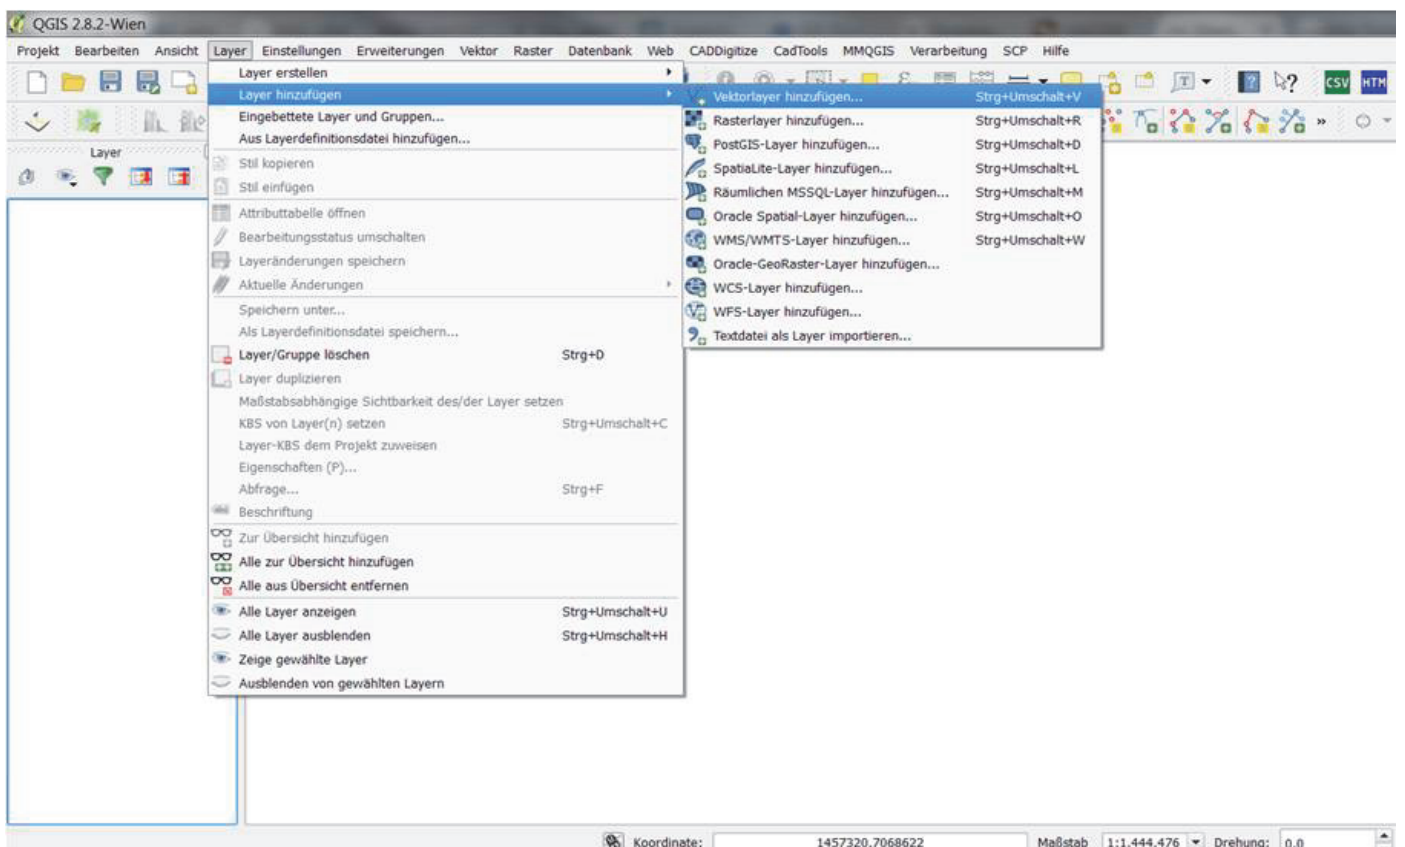 QGIS 2.8.2-Wien
Projekt Bearbeiten Ansicht Layer Einstellungen Erweiterungen Vektor Raster Datenbank Web CADDigitize CadTools MMQGIS Verarbeitung SCP Hilfe
CSV HTM
Layer
Layer erstellen
Layer hinzufügen
Eingebettete Layer und Gruppen...
Aus Layerdefinitionsdatei hinzufügen...
Stil kopieren
Stil einfügen
Attributtabelle öffnen
Bearbeitungsstatus umschalten
Layeränderungen speichern
Aktuelle Änderungen
Speichern unter...
Als Layerdefinitionsdatei speichern...
Layer/Gruppe löschen Strg+D
Layer duplizieren
Maßstabsabhängige Sichtbarkeit des/der Layer setzen
KBS von Layer(n) setzen Strg+Umschalt+C
Layer-KBS dem Projekt zuweisen
Eigenschaften (P)...
Abfrage... Strg+F
Beschriftung
Zur Übersicht hinzufügen
Alle zur Übersicht hinzufügen
Alle aus Übersicht entfernen
Alle Layer anzeigen Strg+Umschalt+U
Alle Layer ausblenden Strg+Umschalt+H
Zeige gewählte Layer
Ausblenden von gewählten Layern
Vektorlayer hinzufügen... Strg+Umschalt+V
Rasterlayer hinzufügen... Strg+Umschalt+R
PostGIS-Layer hinzufügen... Strg+Umschalt+D
SpatiaLite-Layer hinzufügen... Strg+Umschalt+L
Räumlichen MSSQL-Layer hinzufügen... Strg+Umschalt+M
Oracle Spatial-Layer hinzufügen... Strg+Umschalt+O
WMS/WMTS-Layer hinzufügen... Strg+Umschalt+W
Oracle-GeoRaster-Layer hinzufügen...
WCS-Layer hinzufügen...
WFS-Layer hinzufügen...
Textdatei als Layer importieren...
Koordinate: 1457320,7068622 Maßstab 1:1.444.476 Drehung: 0,0